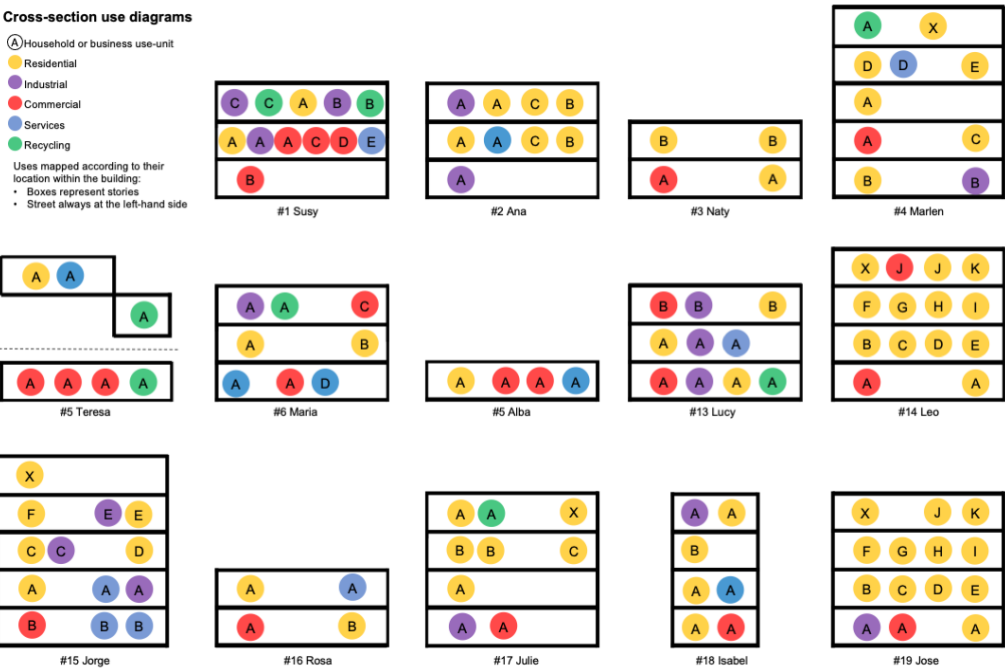 Cross-section use diagrams
A Household or business use-unit
Residential
Industrial
Commercial
Services
Recycling
Uses mapped according to their
location within the building:
• Boxes represent stories
• Street always at the left-hand side
C C A B B
A A A C D E
B
#1 Susy
A A C B
A A C B
A
#2 Ana
B B
A A
#3 Naty
A X
D D E
A
A C
B B
#4 Marlen
A A
A
A A A A
#5 Teresa
A A C
A B
A A D
#6 Maria
A A A A
#5 Alba
B B B
A A A
A A A A
#13 Lucy
X J J K
F G H I
B C D E
A A
#14 Leo
X
F E E
C C D
A A A
B B B
#15 Jorge
A A
A B
#16 Rosa
A A X
B B C
A
A A
#17 Julie
A A
B
A A
A A
#18 Isabel
X J K
F G H I
B C D E
A A A
#19 Jose